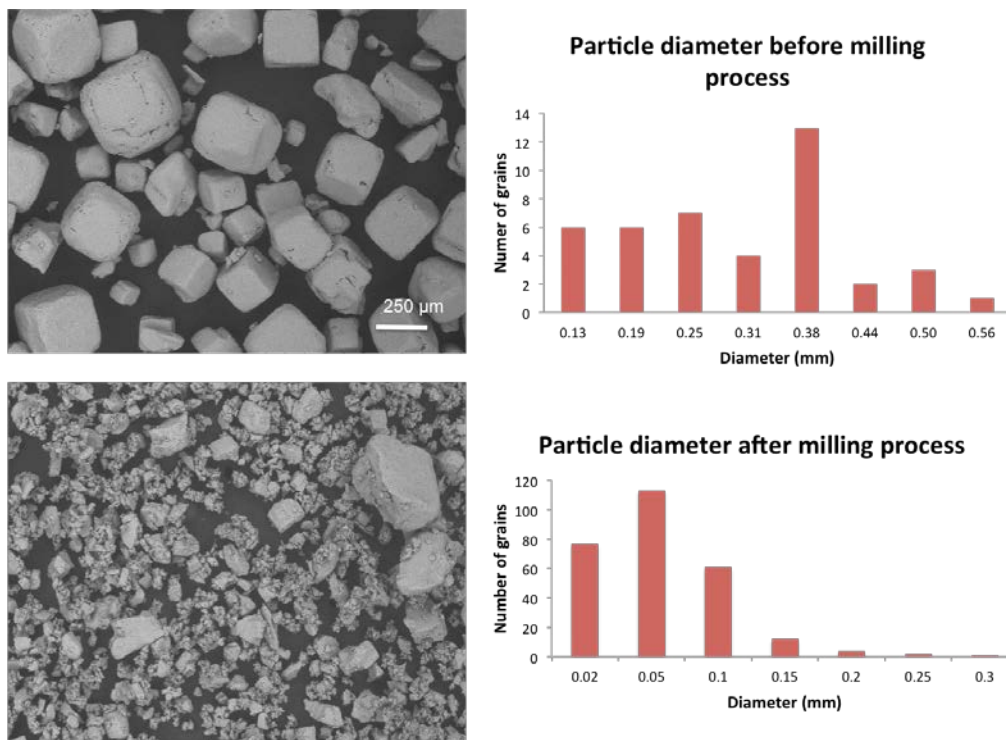 Particle diameter before milling
process
14
12
10
8
6
4
2
0
Numer of grains
0.13 0.19 0.25 0.31 0.38 0.44 0.50 0.56
Diameter (mm)
250 µm
Particle diameter after milling process
120
100
80
60
40
20
0
Number of grains
0.02 0.05 0.1 0.15 0.2 0.25 0.3
Diameter (mm)